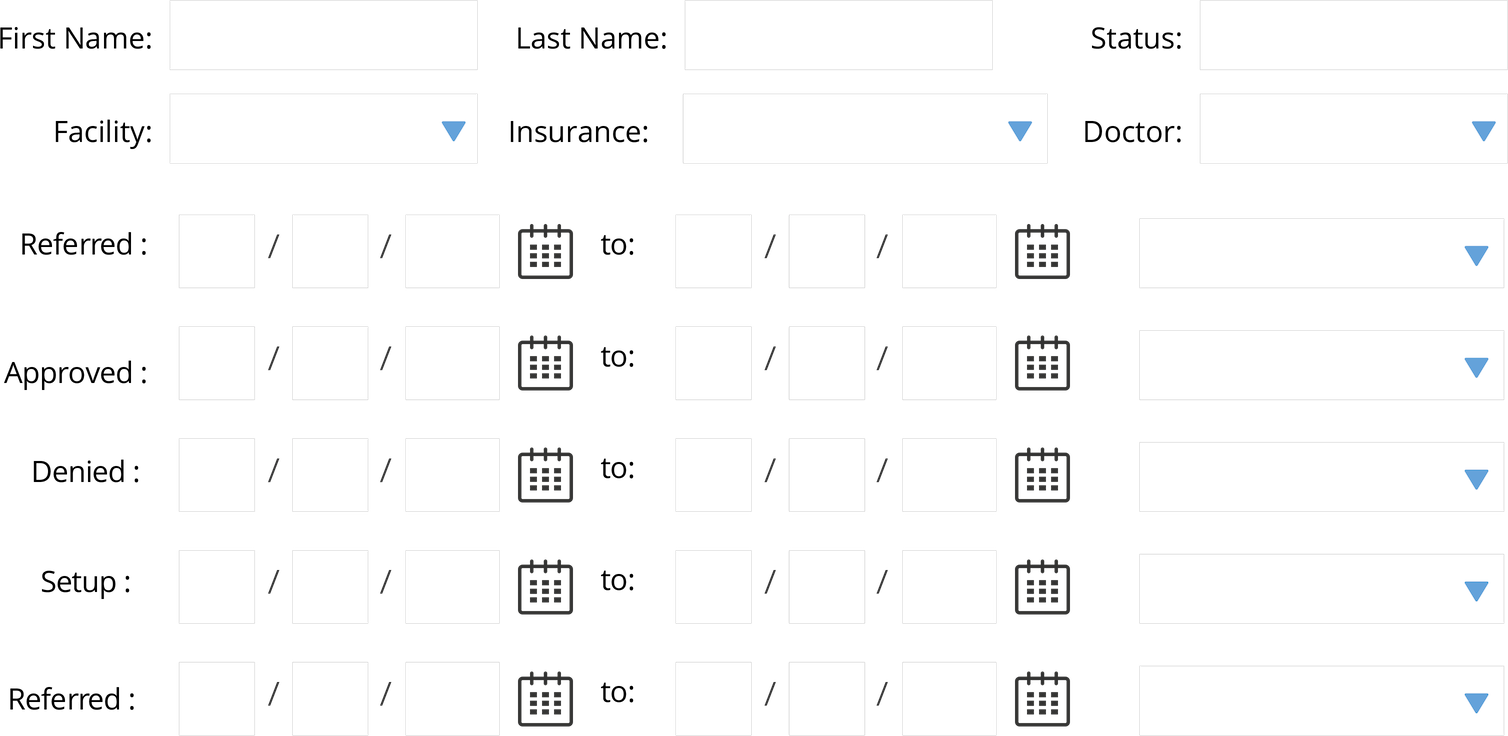 First Name: Last Name: Status:
Facility: Insurance: Doctor:
Referred : / / to: / /
Approved : / / to: / /
Denied : / / to: / /
Setup : / / to: / /
Referred : / / to: / /